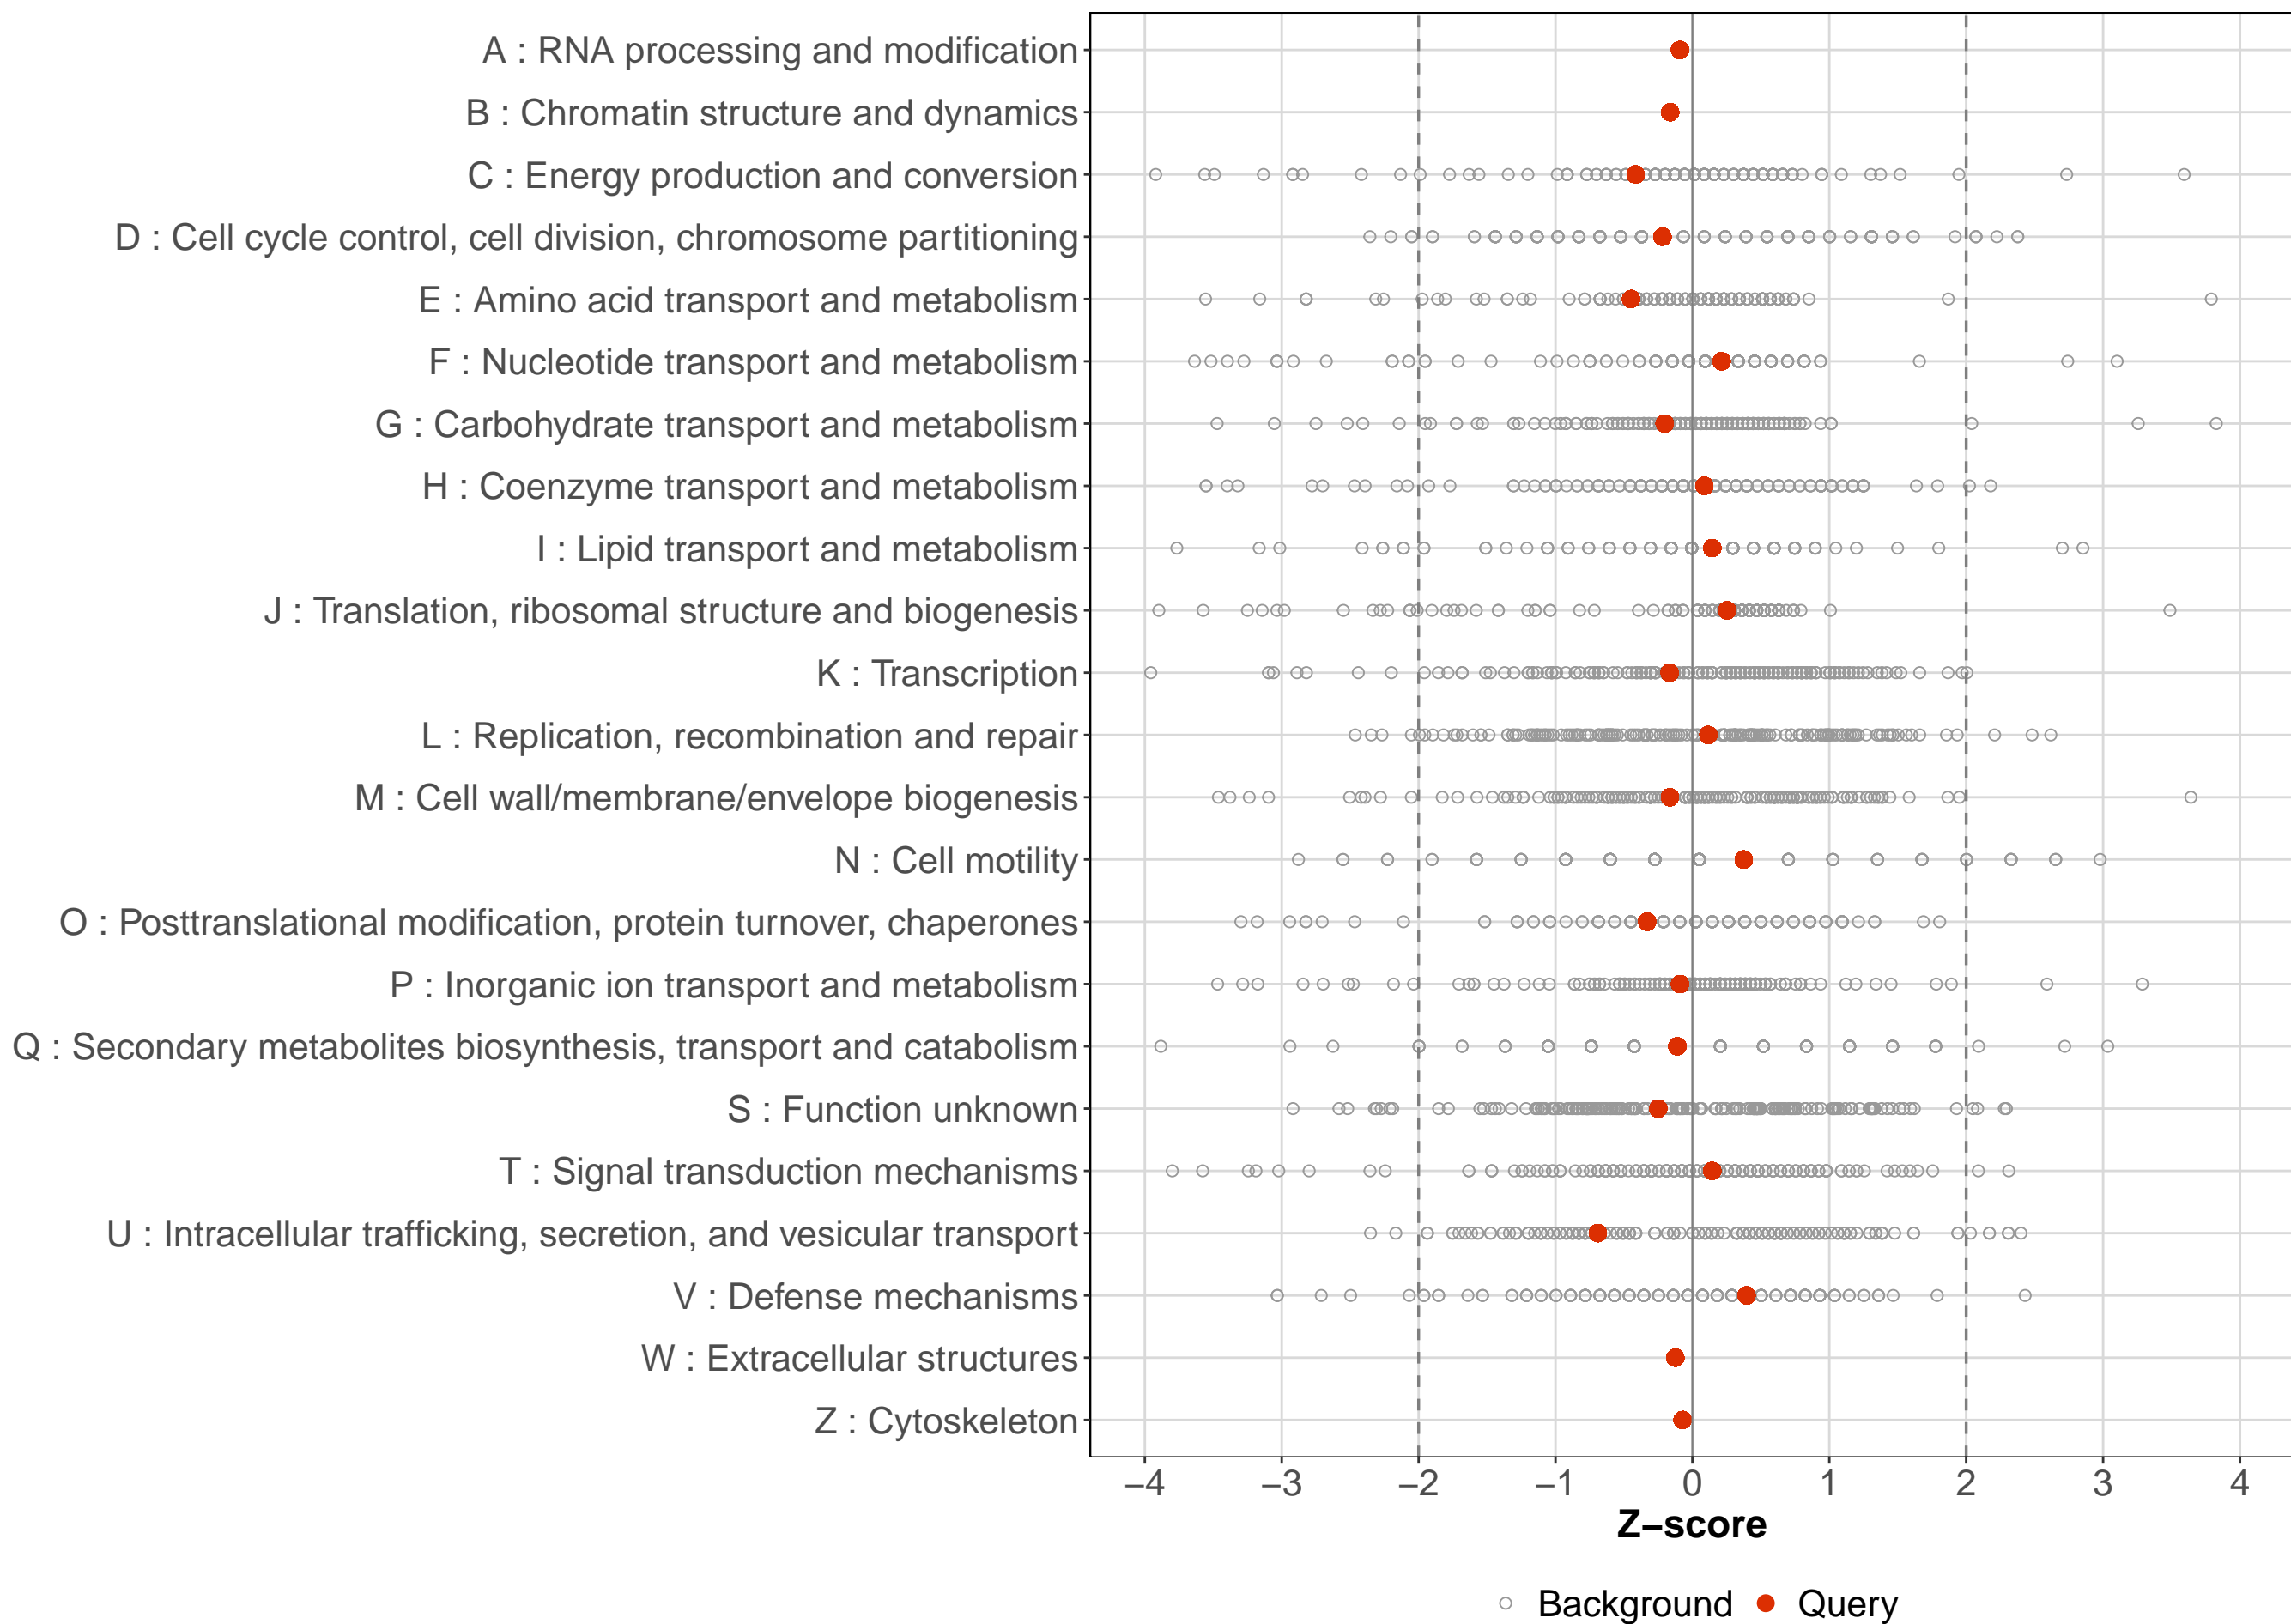 A : RNA processing and modification
B : Chromatin structure and dynamics
C : Energy production and conversion
D : Cell cycle control, cell division, chromosome partitioning
E : Amino acid transport and metabolism
F : Nucleotide transport and metabolism
G : Carbohydrate transport and metabolism
H : Coenzyme transport and metabolism
I : Lipid transport and metabolism
J : Translation, ribosomal structure and biogenesis
K : Transcription
L : Replication, recombination and repair
M : Cell wall/membrane/envelope biogenesis
N : Cell motility
O : Posttranslational modification, protein turnover, chaperones
P : Inorganic ion transport and metabolism
Q : Secondary metabolites biosynthesis, transport and catabolism
S : Function unknown
T : Signal transduction mechanisms
U : Intracellular trafficking, secretion, and vesicular transport
V : Defense mechanisms
W : Extracellular structures
Z : Cytoskeleton
−4 −3 −2 −1 0 1 2 3 4
Z−score
Background Query